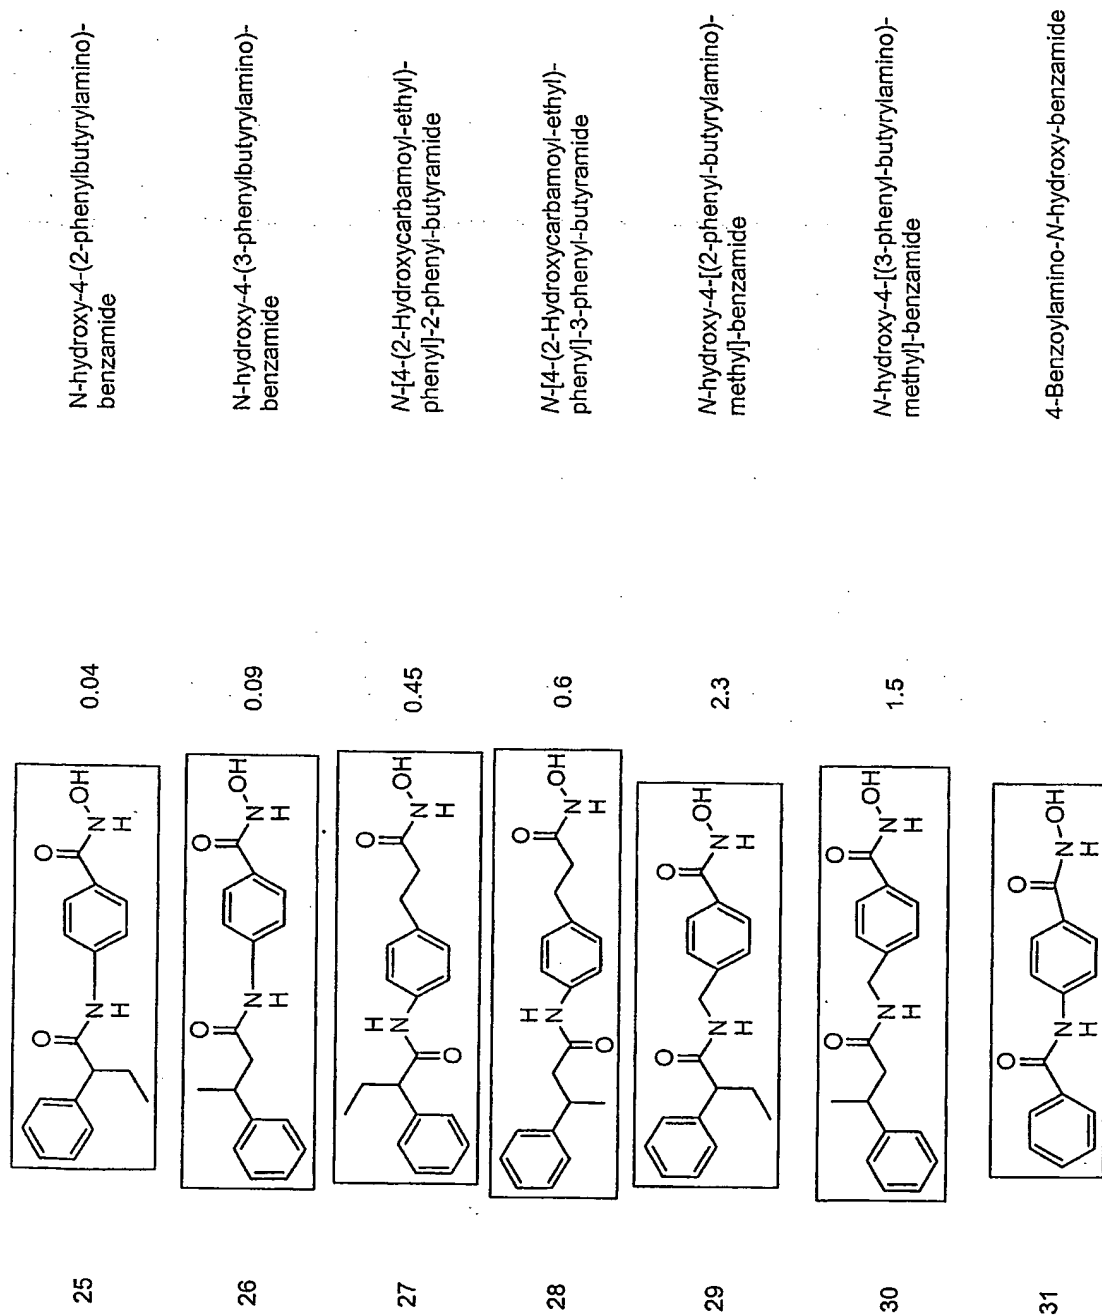 25
0.04
N-hydroxy-4-(2-phenylbutyrylamino)-
benzamide
26
0.09
N-hydroxy-4-(3-phenylbutyrylamino)-
benzamide
27
0.45
N-[4-(2-Hydroxycarbamoyl-ethyl)-
phenyl]-2-phenyl-butyramide
28
0.6
N-[4-(2-Hydroxycarbamoyl-ethyl)-
phenyl]-3-phenyl-butyramide
29
2.3
N-hydroxy-4-[(2-phenyl-butyrylamino)-
methyl]-benzamide
30
1.5
N-hydroxy-4-[(3-phenyl-butyrylamino)-
methyl]-benzamide
31
4-Benzoylamino-N-hydroxy-benzamide